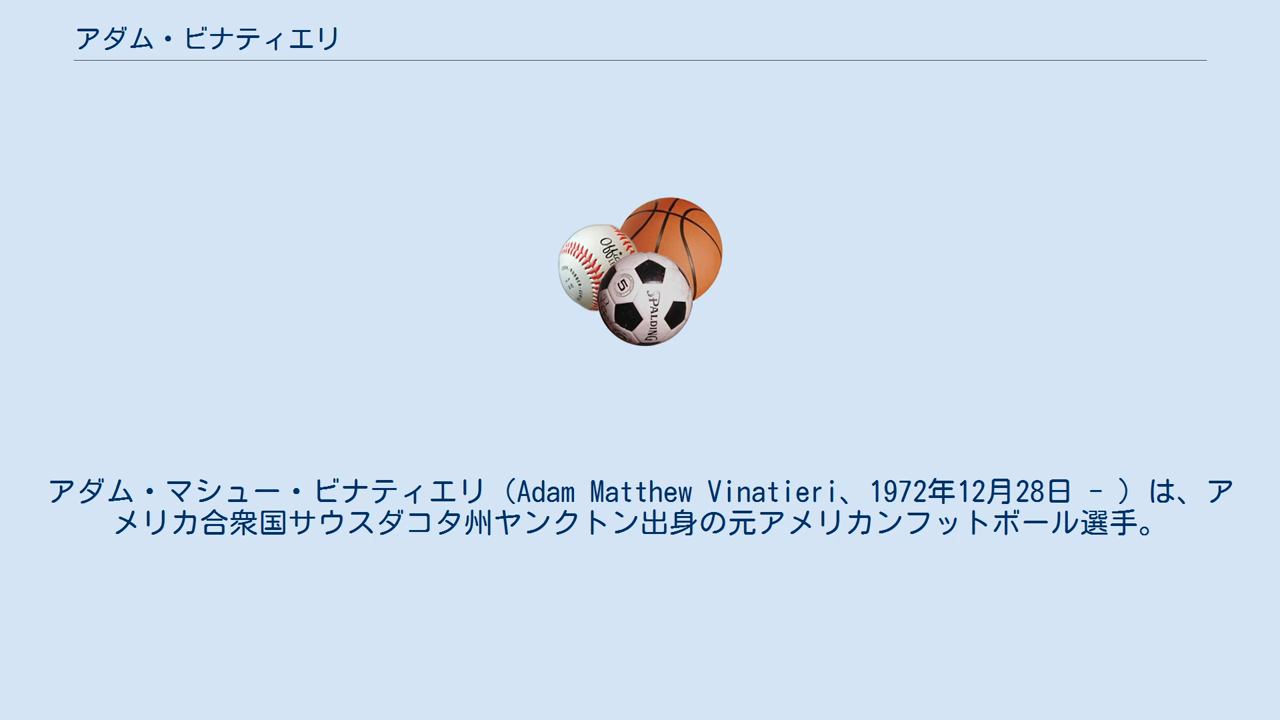 アダム・ビナティエリ
Offic
5
SPALDING
アダム・マシュー・ビナティエリ（Adam Matthew Vinatieri、1972年12月28日 - ）は、ア
メリカ合衆国サウスダコタ州ヤンクトン出身の元アメリカンフットボール選手。